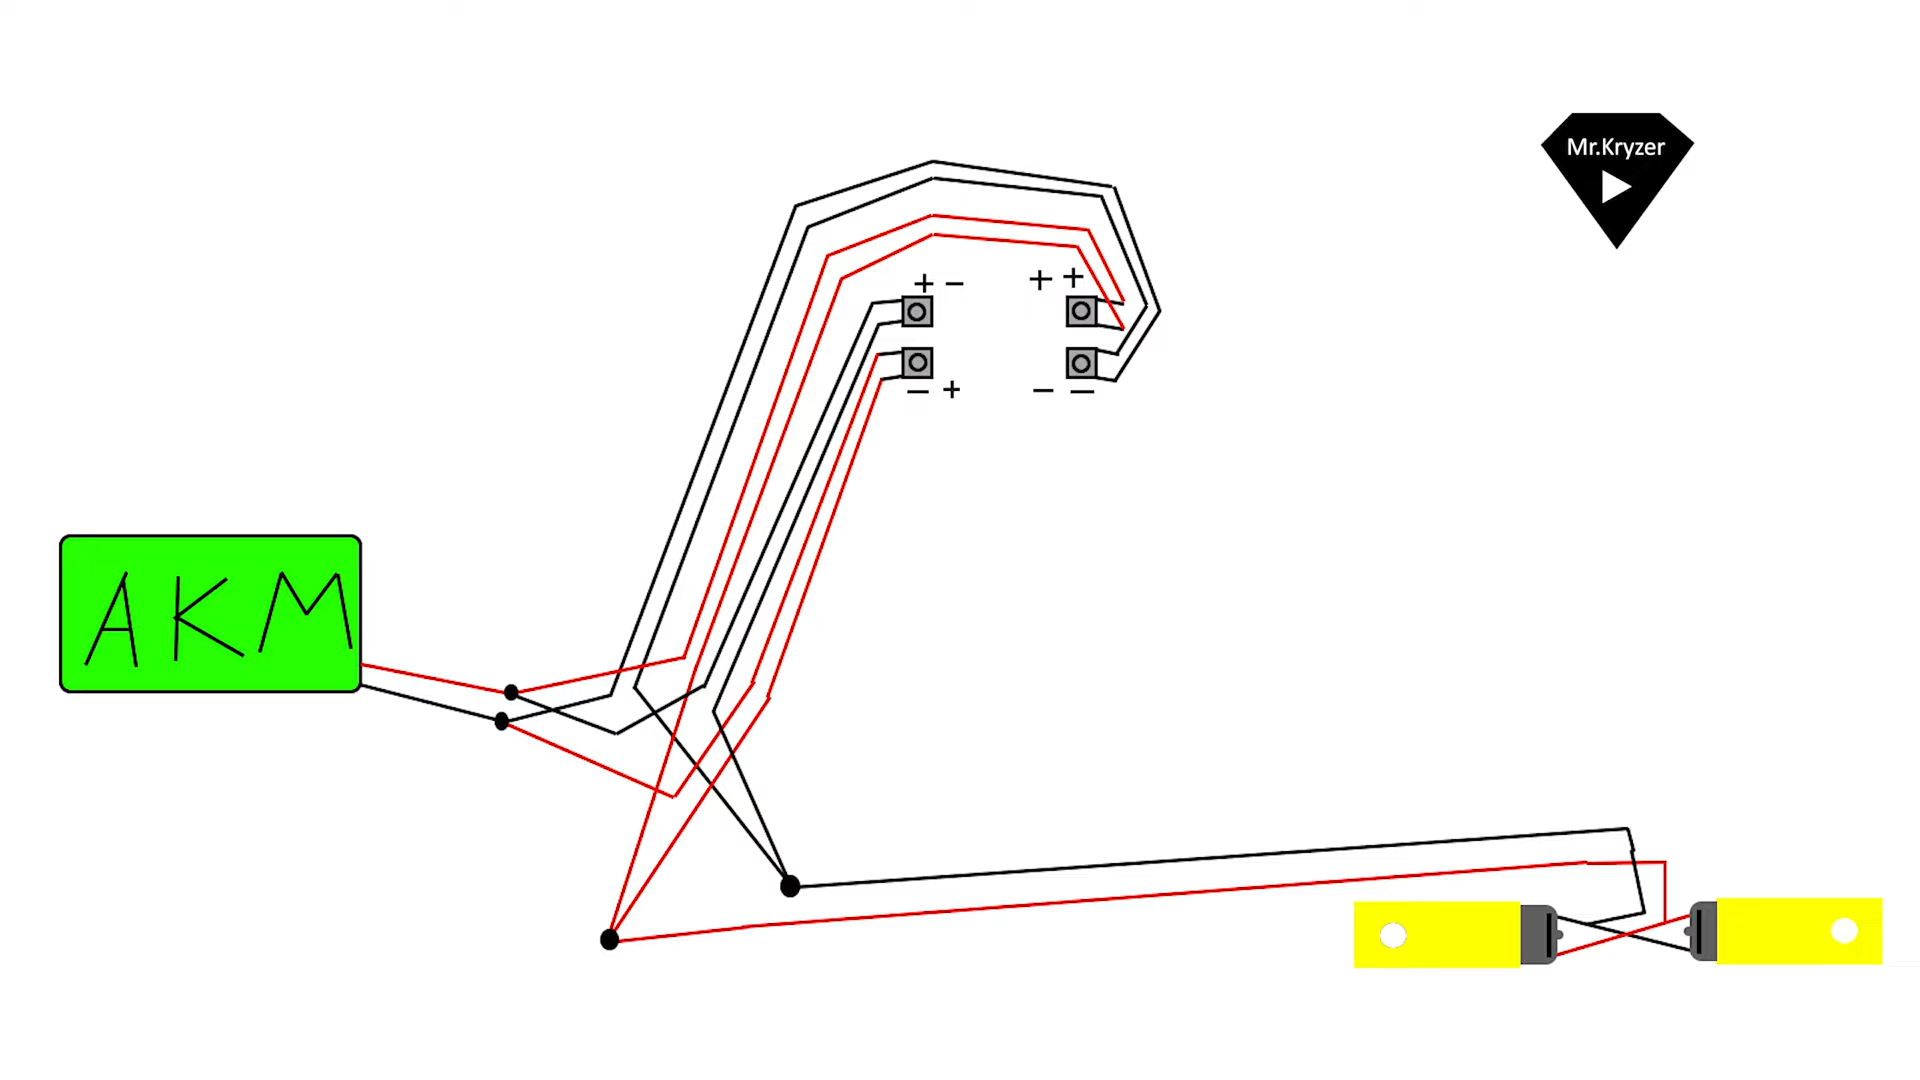 Mr.Kryzer
+ – + +
– + – –
AKM